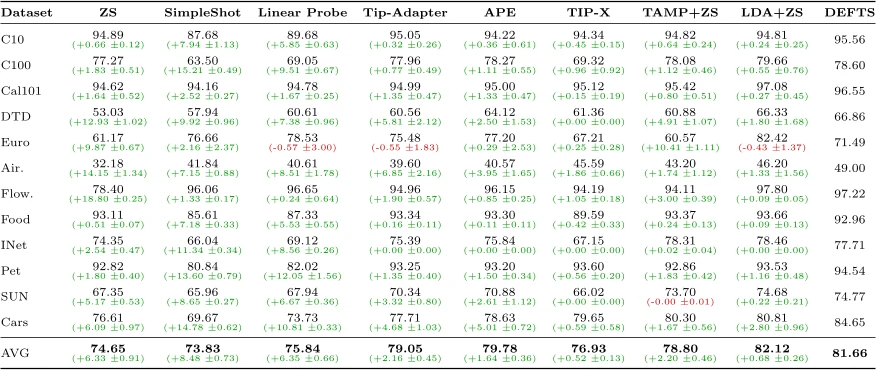 Dataset ZS SimpleShot Linear Probe Tip-Adapter APE TIP-X TAMP+ZS LDA+ZS DEFTS
C10 94.89 87.68 89.68 95.05 94.22 94.34 94.82 94.81 95.56
(+0.66 ±0.12) (+7.94 ±1.13) (+5.85 ±0.63) (+0.32 ±0.26) (+0.36 ±0.61) (+0.45 ±0.15) (+0.64 ±0.24) (+0.24 ±0.25)
C100 77.27 63.50 69.05 77.96 78.27 69.32 78.08 79.66 78.60
(+1.83 ±0.51) (+15.21 ±0.49) (+9.51 ±0.67) (+0.77 ±0.49) (+1.11 ±0.55) (+0.96 ±0.92) (+1.12 ±0.46) (+0.55 ±0.76)
Cal101 94.62 94.16 94.78 94.99 95.00 95.12 95.42 97.08 96.55
(+1.64 ±0.52) (+2.52 ±0.27) (+1.67 ±0.25) (+1.35 ±0.47) (+1.33 ±0.47) (+0.15 ±0.19) (+0.80 ±0.51) (+0.27 ±0.45)
DTD 53.03 57.94 60.61 60.56 64.12 61.36 60.88 66.33 66.86
(+12.93 ±1.02) (+9.92 ±0.96) (+7.38 ±0.96) (+5.81 ±2.12) (+2.50 ±1.53) (+0.00 ±0.00) (+4.91 ±1.07) (+1.80 ±1.68)
Euro 61.17 76.66 78.53 75.48 77.20 67.21 60.57 82.42 71.49
(+9.87 ±0.67) (+2.16 ±2.37) (-0.57 ±3.00) (-0.55 ±1.83) (+0.29 ±2.53) (+0.25 ±0.28) (+10.41 ±1.11) (-0.43 ±1.37)
Air. 32.18 41.84 40.61 39.60 40.57 45.59 43.20 46.20 49.00
(+14.15 ±1.34) (+7.15 ±0.88) (+8.51 ±1.78) (+6.85 ±2.16) (+3.95 ±1.65) (+1.86 ±0.66) (+1.74 ±1.12) (+1.33 ±1.56)
Flow. 78.40 96.06 96.65 94.96 96.15 94.19 94.11 97.80 97.22
(+18.80 ±0.25) (+1.33 ±0.17) (+0.24 ±0.64) (+1.90 ±0.57) (+0.85 ±0.25) (+1.05 ±0.18) (+3.00 ±0.39) (+0.09 ±0.05)
Food 93.11 85.61 87.33 93.34 93.30 89.59 93.37 93.66 92.96
(+0.51 ±0.07) (+7.18 ±0.33) (+5.53 ±0.55) (+0.16 ±0.11) (+0.11 ±0.11) (+0.42 ±0.33) (+0.24 ±0.13) (+0.09 ±0.13)
INet 74.35 66.04 69.12 75.39 75.84 67.15 78.31 78.46 77.71
(+2.54 ±0.47) (+11.34 ±0.34) (+8.56 ±0.26) (+0.00 ±0.00) (+0.00 ±0.00) (+0.00 ±0.00) (+0.02 ±0.04) (+0.00 ±0.00)
Pet 92.82 80.84 82.02 93.25 93.20 93.60 92.86 93.53 94.54
(+1.80 ±0.40) (+13.60 ±0.79) (+12.05 ±1.56) (+1.35 ±0.40) (+1.50 ±0.34) (+0.56 ±0.20) (+1.83 ±0.42) (+1.16 ±0.48)
SUN 67.35 65.96 67.94 70.34 70.88 66.02 73.70 74.68 74.77
(+5.17 ±0.53) (+8.65 ±0.27) (+6.67 ±0.36) (+3.32 ±0.80) (+2.61 ±1.12) (+0.00 ±0.00) (-0.00 ±0.01) (+0.22 ±0.21)
Cars 76.61 69.67 73.73 77.71 78.63 79.65 80.30 80.81 84.65
(+6.09 ±0.97) (+14.78 ±0.62) (+10.81 ±0.33) (+4.68 ±1.03) (+5.01 ±0.72) (+0.59 ±0.58) (+1.67 ±0.56) (+2.80 ±0.96)
AVG 74.65 73.83 75.84 79.05 79.78 76.93 78.80 82.12 81.66
(+6.33 ±0.91) (+8.48 ±0.73) (+6.35 ±0.66) (+2.16 ±0.45) (+1.64 ±0.36) (+0.52 ±0.13) (+2.20 ±0.46) (+0.68 ±0.26)